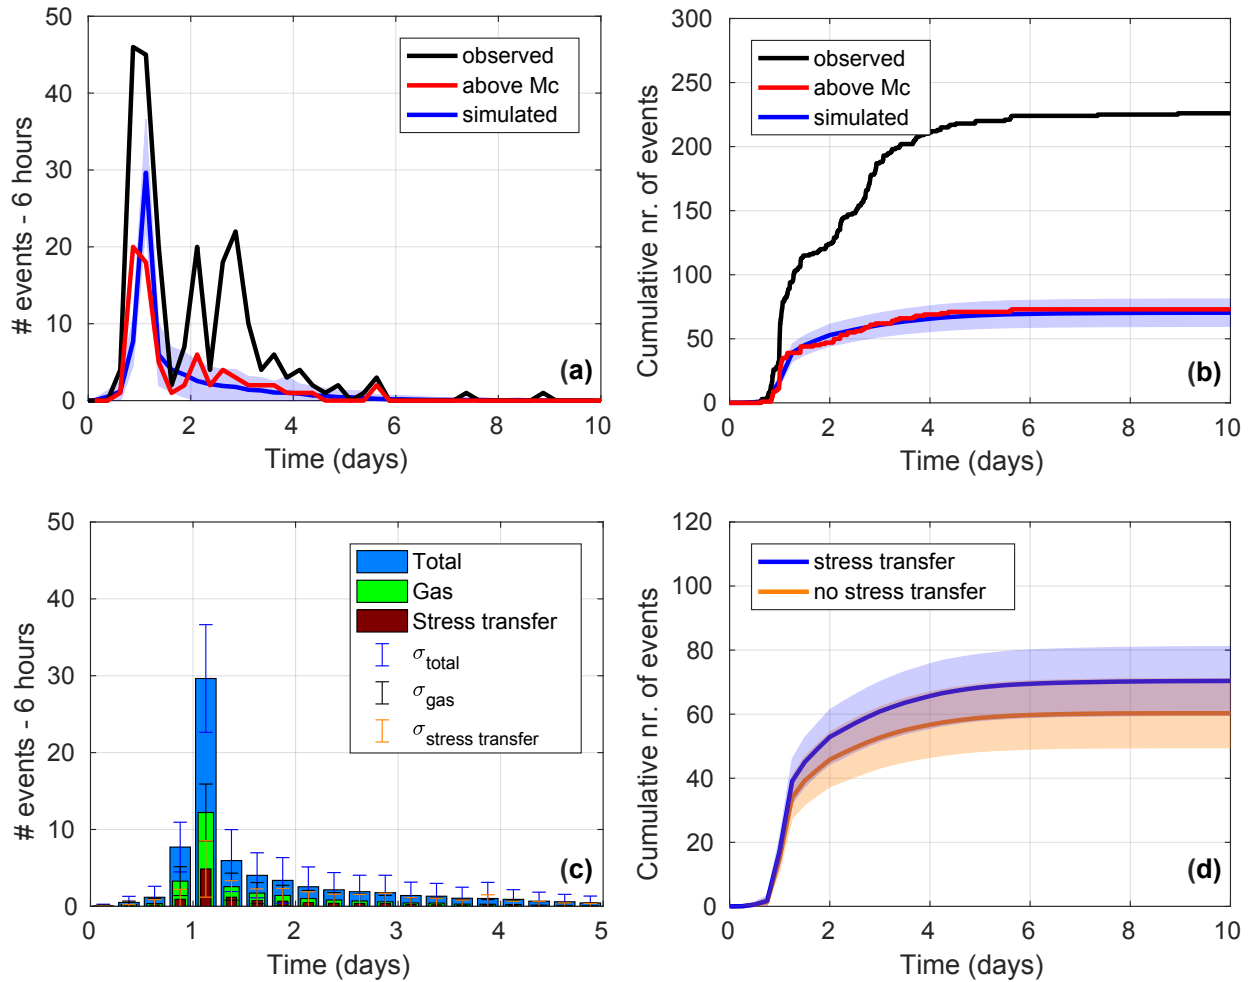 50
40
30
20
10
0
# events - 6 hours
observed
above Mc
simulated
(a)
0 2 4 6 8 10
Time (days)
300
250
200
150
100
50
0
Cumulative nr. of events
observed
above Mc
simulated
(b)
0 2 4 6 8 10
Time (days)
50
40
30
20
10
0
# events - 6 hours
Total
Gas
Stress transfer
σtotal
σgas
σstress transfer
(c)
0 1 2 3 4 5
Time (days)
120
100
80
60
40
20
0
Cumulative nr. of events
stress transfer
no stress transfer
(d)
0 2 4 6 8 10
Time (days)